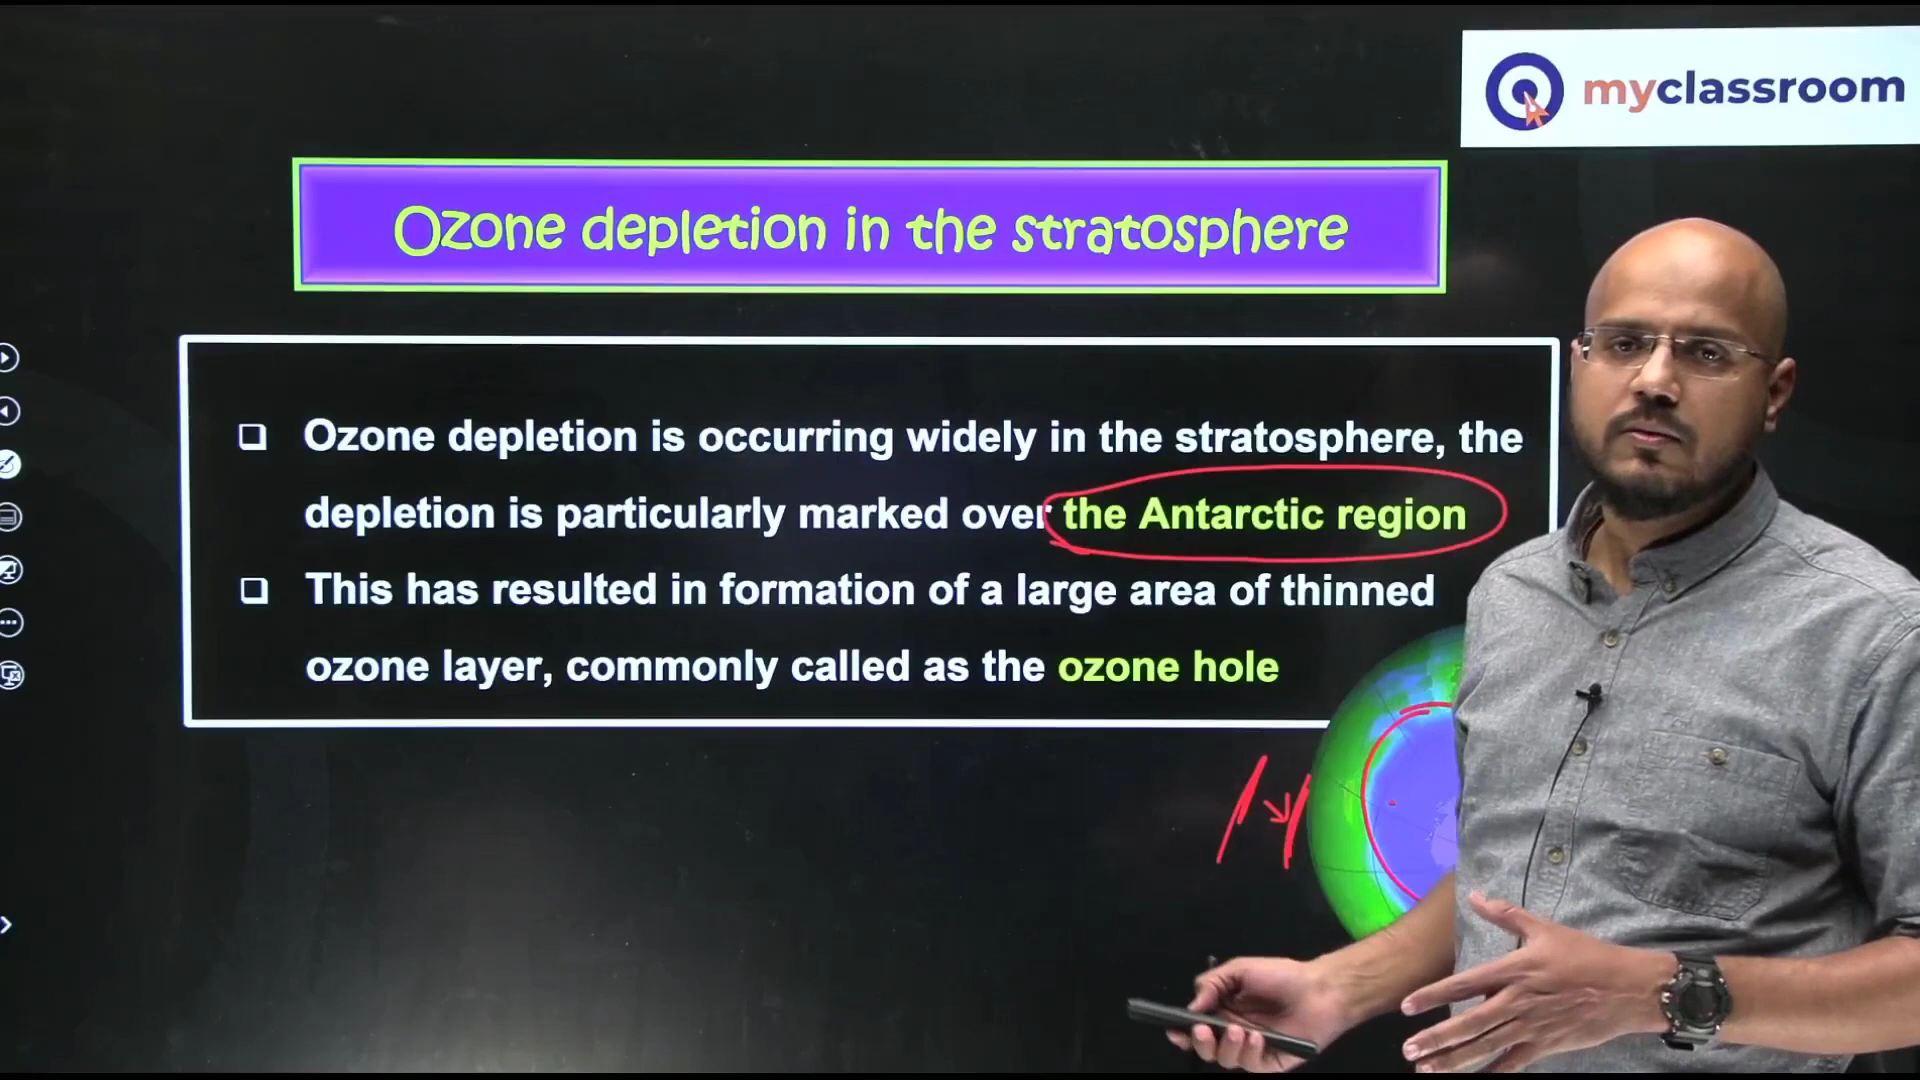 myclassroom
Ozone depletion in the stratosphere
Ozone depletion is occurring widely in the stratosphere, the
depletion is particularly marked over the Antarctic region
This has resulted in formation of a large area of thinned
ozone layer, commonly called as the ozone hole